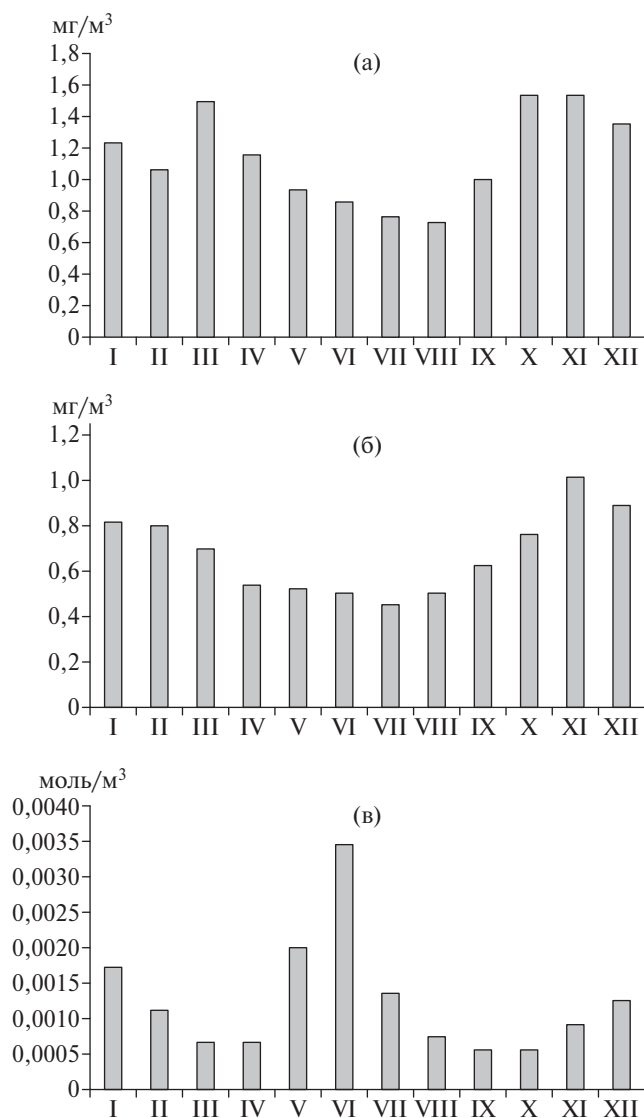 мг/м³
(а)
1,8
1,6
1,4
1,2
1,0
0,8
0,6
0,4
0,2
0
I II III IV V VI VII VIII IX X XI XII
мг/м³
(б)
1,2
1,0
0,8
0,6
0,4
0,2
0
I II III IV V VI VII VIII IX X XI XII
моль/м³
(в)
0,0040
0,0035
0,0030
0,0025
0,0020
0,0015
0,0010
0,0005
0
I II III IV V VI VII VIII IX X XI XII